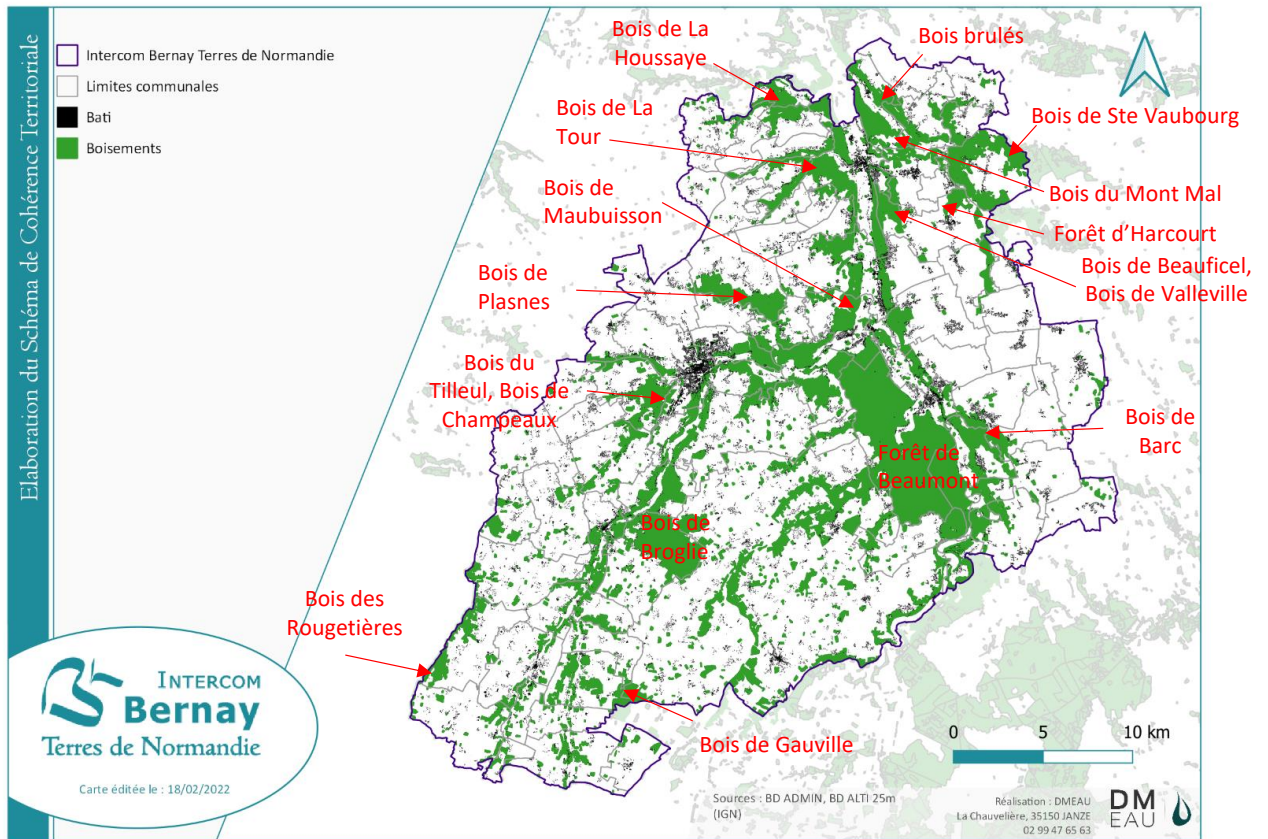 Elaboration du Schéma de Cohérence Territoriale
Intercom Bernay Terres de Normandie
Limites communales
Bati
Boisements
Bois de La
Houssaye
Bois brulés
Bois de La
Tour
Bois de Ste Vaubourg
Bois de
Maubuisson
Bois du Mont Mal
Forêt d'Harcourt
Bois de Beauficel,
Bois de Valleville
Bois de
Plasnes
Bois du
Tilleul, Bois de
Champeaux
Bois de
Barc
Forêt de
Beaumont
Bois de
Broglie
Bois des
Rougetières
Bois de Gauville
INTERCOM
Bernay
Terres de Normandie
Carte éditée le : 18/02/2022
0 5 10 km
Sources : BD ADMIN, BD ALTI 25m
(IGN)
Réalisation : DMEAU
La Chauvelière, 35150 JANZE
02 99 47 65 63
DM
EAU